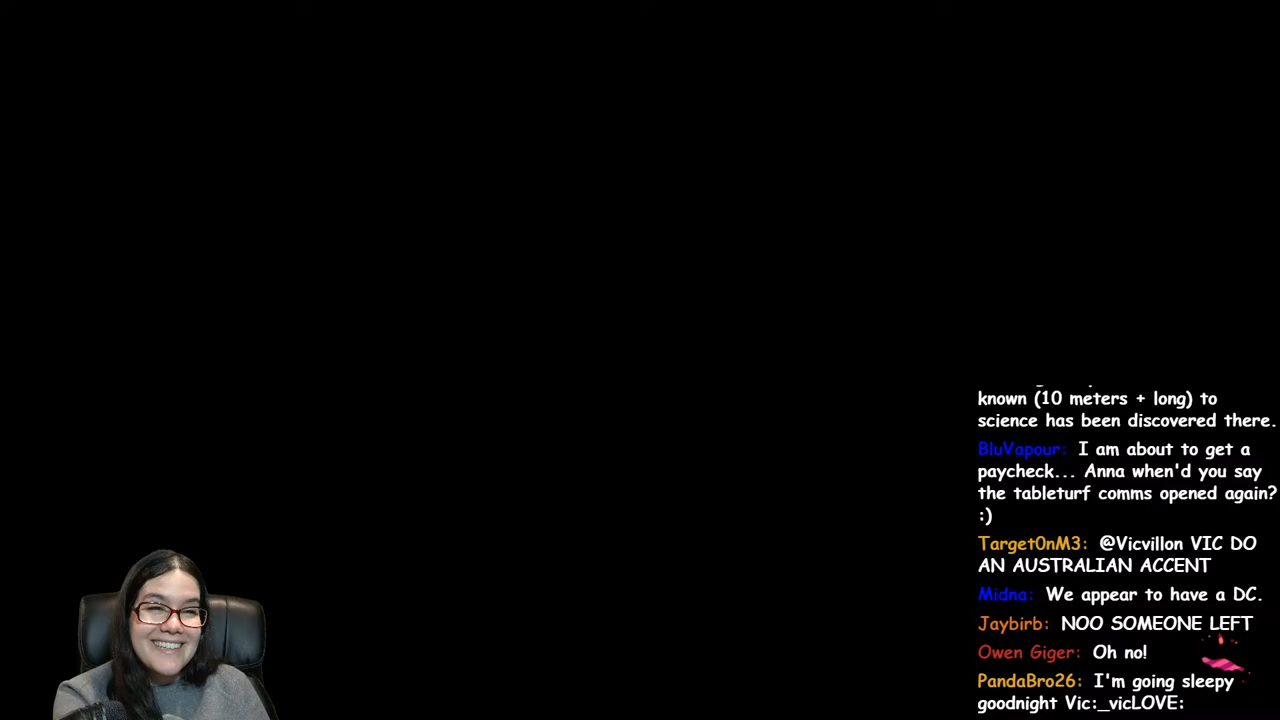 known (10 meters + long) to
science has been discovered there.
BluVapour: I am about to get a
paycheck... Anna when'd you say
the tableturf comms opened again?
:)
Target0nM3: @Vicvillon VIC DO
AN AUSTRALIAN ACCENT
Midna: We appear to have a DC.
Jaybirb: NOO SOMEONE LEFT
Owen Giger: Oh no!
PandaBro26: I'm going sleepy
goodnight Vic:_vicLOVE: